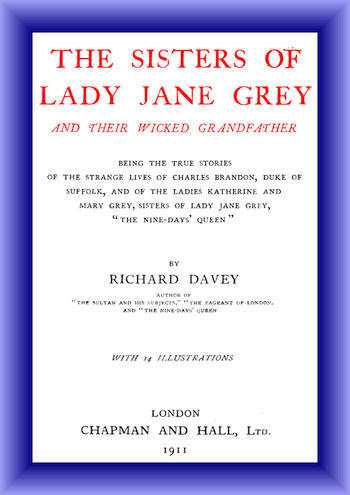 THE SISTERS OF
LADY JANE GREY
AND THEIR WICKED GRANDFATHER
BEING THE TRUE STORIES
OF THE STRANGE LIVES OF CHARLES BRANDON, DUKE OF
SUFFOLK, AND OF THE LADIES KATHERINE AND
MARY GREY, SISTERS OF LADY JANE GREY,
"THE NINE-DAYS' QUEEN"
BY
RICHARD DAVEY
AUTHOR OF
"THE SULTAN AND HIS SUBJECTS," "THE PAGEANT OF LONDON,
AND "THE NINE-DAYS' QUEEN
WITH 14 ILLUSTRATIONS
LONDON
CHAPMAN AND HALL, LTD.
1911